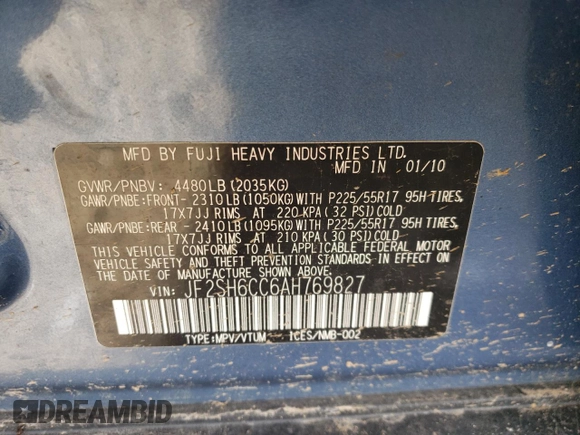 MFD BY FUJI HEAVY INDUSTRIES LTD.
MFD IN 01/10
GVWR/PNBV: 4480LB(2035KG)
GAWR/PNBE:FRONT- 2310LB(1050KG)WITH P225/55R17 95H TIRES,
17X7JJ RIMS AT 220 KPA( 32 PSI)COLD
GAWR/PNBE:REAR - 2410LB(1095KG)WITH P225/55R17 95H TIRES,
17X7JJ RIMS AT 210 KPA( 30 PSI)COLD
THIS VEHICLE CONFORMS TO ALL APPLICABLE FEDERAL MOTOR
VEHICLE SAFETY AND THEFT PREVENTION STANDARDS IN EFFECT
ON THE DATE OF MANUFACTURE SHOWN ABOVE.
VIN: JF2SH6CC6AH769827
TYPE:MPV/VTUM ICES/NMB-002
DREAMBID